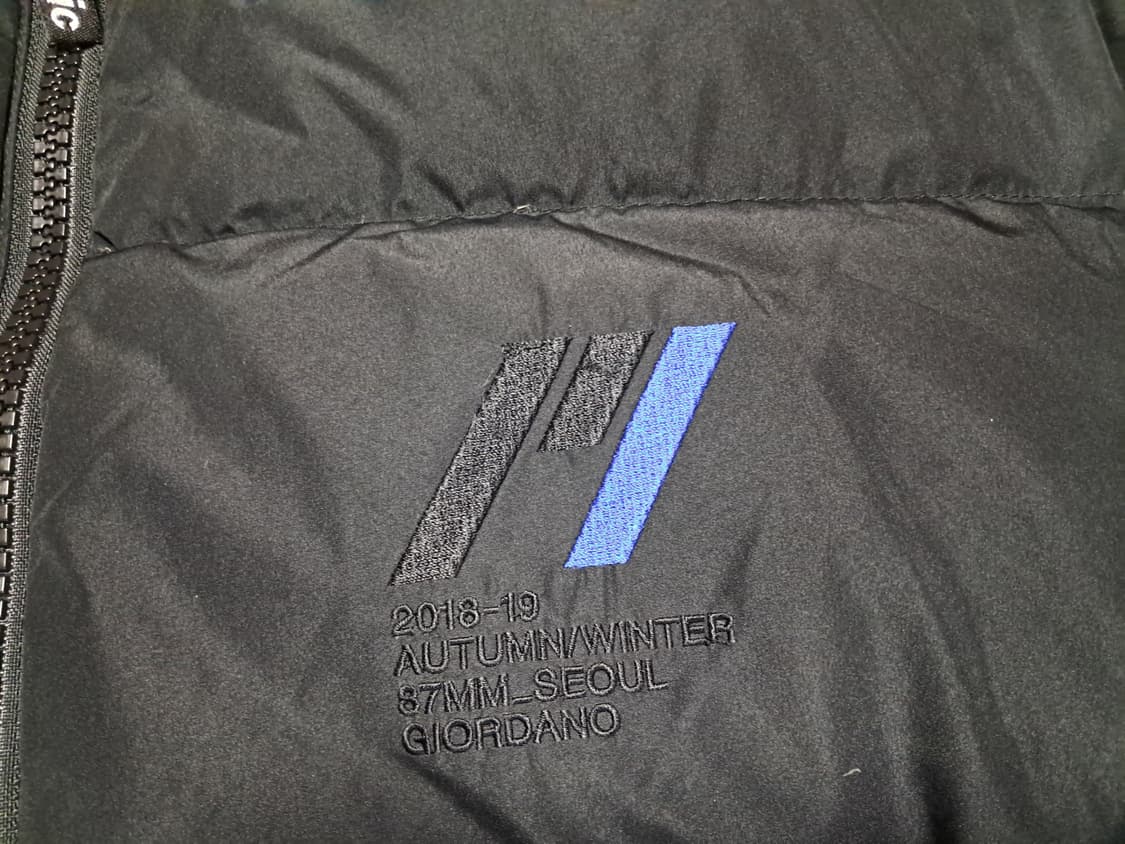 2018-19
AUTUMN/WINTER
87MM_SEOUL
GIORDANO